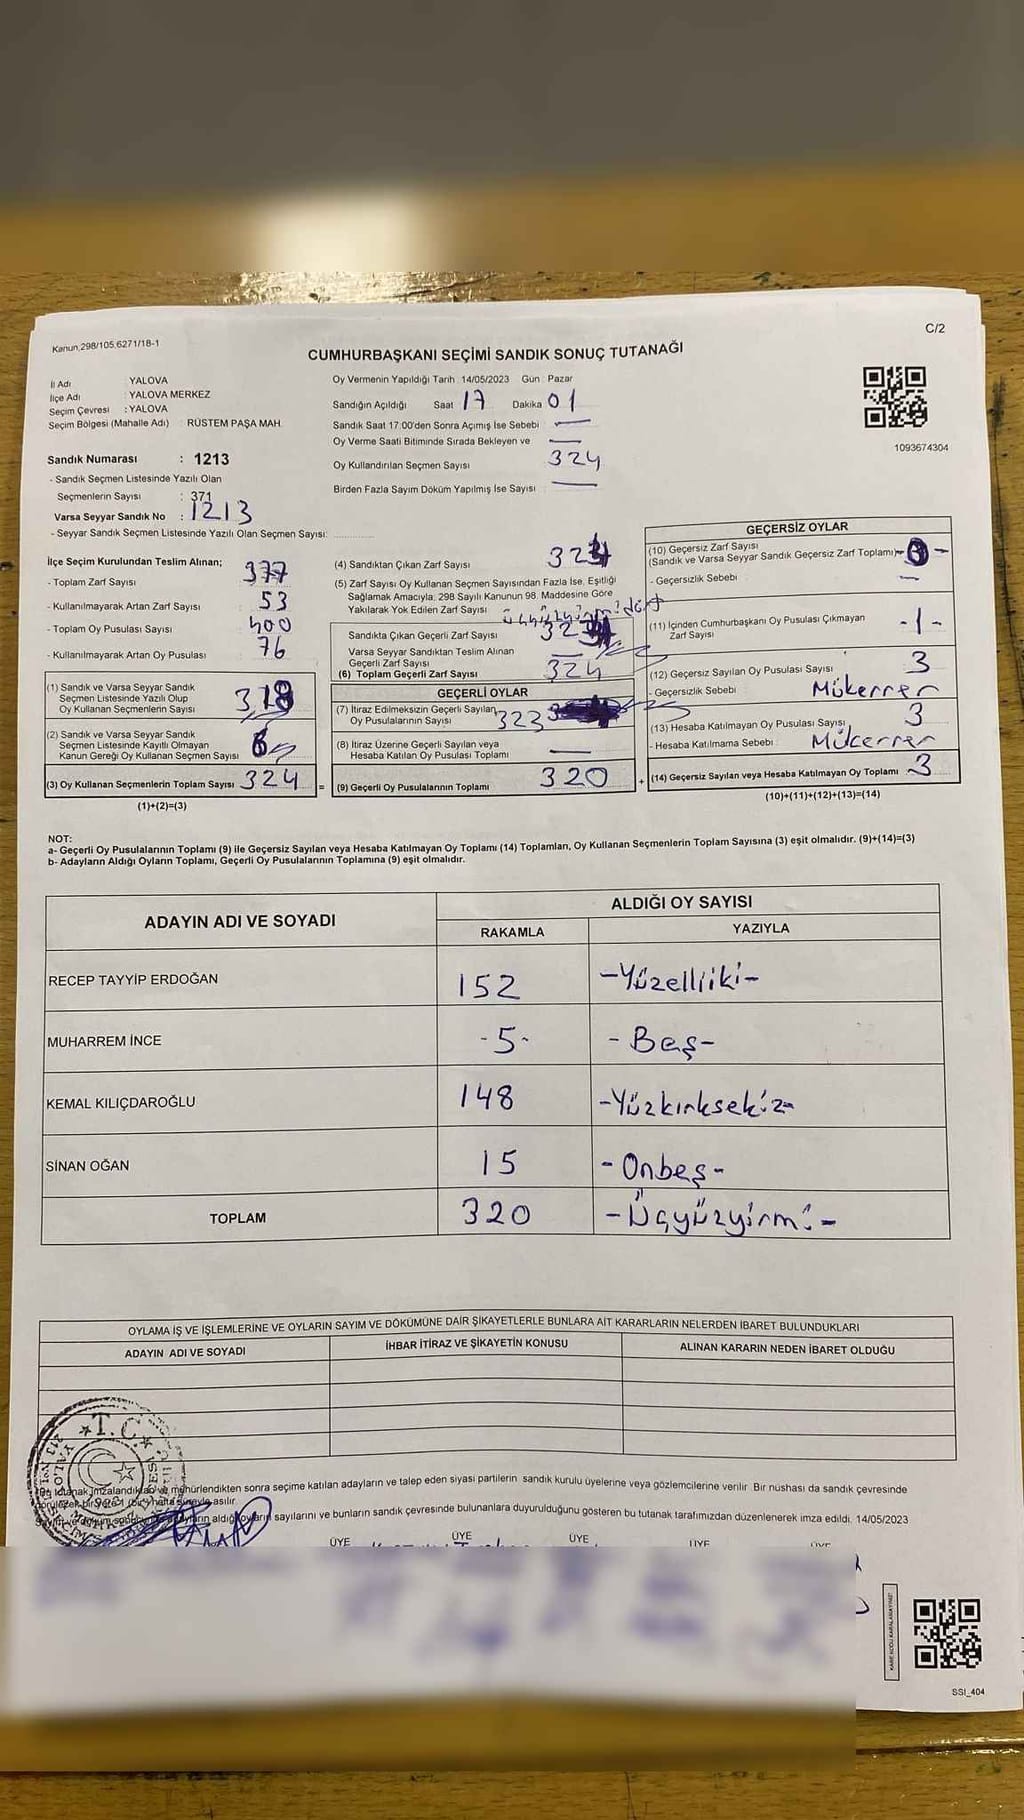 Kanun 298/105.6271/18-1
C/2
CUMHURBAŞKANI SEÇİMİ SANDIK SONUÇ TUTANAĞI
İl Adı : YALOVA
İlçe Adı : YALOVA MERKEZ
Seçim Çevresi : YALOVA
Seçim Bölgesi (Mahalle Adı) : RÜSTEM PAŞA MAH.
Sandık Numarası : 1213
- Sandık Seçmen Listesinde Yazılı Olan
Seçmenlerin Sayısı : 371
Varsa Seyyar Sandık No : 1213
- Seyyar Sandık Seçmen Listesinde Yazılı Olan Seçmen Sayısı:
Oy Vermenin Yapıldığı Tarih : 14/05/2023 Gün : Pazar
Sandığın Açıldığı Saat 17 Dakika 01
Sandık Saat 17.00'den Sonra Açımış İse Sebebi —
Oy Verme Saati Bitiminde Sırada Bekleyen ve —
Oy Kullandırılan Seçmen Sayısı 324
Birden Fazla Sayım Döküm Yapılmış İse Sayısı : —
1093674304
İlçe Seçim Kurulundan Teslim Alınan;
- Toplam Zarf Sayısı 377
- Kullanılmayarak Artan Zarf Sayısı 53
- Toplam Oy Pusulası Sayısı 400
- Kullanılmayarak Artan Oy Pusulası 76
(1) Sandık ve Varsa Seyyar Sandık
Seçmen Listesinde Yazılı Olup
Oy Kullanan Seçmenlerin Sayısı 318
(2) Sandık ve Varsa Seyyar Sandık
Seçmen Listesinde Kayıtlı Olmayan
Kanun Gereği Oy Kullanan Seçmen Sayısı 6
(3) Oy Kullanan Seçmenlerin Toplam Sayısı 324
(1)+(2)=(3)
(4) Sandıktan Çıkan Zarf Sayısı 324
(5) Zarf Sayısı Oy Kullanan Seçmen Sayısından Fazla İse, Eşitliği
Sağlamak Amacıyla; 298 Sayılı Kanunun 98. Maddesine Göre
Yakılarak Yok Edilen Zarf Sayısı
üçyüzyirmidört
Sandıkta Çıkan Geçerli Zarf Sayısı
Varsa Seyyar Sandıktan Teslim Alınan —
Geçerli Zarf Sayısı
(6) Toplam Geçerli Zarf Sayısı 324
GEÇERLİ OYLAR
(7) İtiraz Edilmeksizin Geçerli Sayılan
Oy Pusulalarının Sayısı 323
(8) İtiraz Üzerine Geçerli Sayılan veya —
Hesaba Katılan Oy Pusulası Toplamı
= (9) Geçerli Oy Pusulalarının Toplamı 320 +
GEÇERSİZ OYLAR
(10) Geçersiz Zarf Sayısı
(Sandık ve Varsa Seyyar Sandık Geçersiz Zarf Toplamı)
- Geçersizlik Sebebi —
(11) İçinden Cumhurbaşkanı Oy Pusulası Çıkmayan -1-
Zarf Sayısı
(12) Geçersiz Sayılan Oy Pusulası Sayısı 3
- Geçersizlik Sebebi Mükerrer
(13) Hesaba Katılmayan Oy Pusulası Sayısı 3
- Hesaba Katılmama Sebebi : Mükerrer
(14) Geçersiz Sayılan veya Hesaba Katılmayan Oy Toplamı 3
(10)+(11)+(12)+(13)=(14)
NOT:
a- Geçerli Oy Pusulalarının Toplamı (9) ile Geçersiz Sayılan veya Hesaba Katılmayan Oy Toplamı (14) Toplamları, Oy Kullanan Seçmenlerin Toplam Sayısına (3) eşit olmalıdır. (9)+(14)=(3)
b- Adayların Aldığı Oyların Toplamı, Geçerli Oy Pusulalarının Toplamına (9) eşit olmalıdır.
ADAYIN ADI VE SOYADI
ALDIĞI OY SAYISI
RAKAMLA YAZIYLA
RECEP TAYYİP ERDOĞAN 152 -Yüzelliiki-
MUHARREM İNCE -5- -Beş-
KEMAL KILIÇDAROĞLU 148 -Yüzkırksekiz-
SİNAN OĞAN 15 -Onbeş-
TOPLAM 320 -Üçyüzyirmi-
OYLAMA İŞ VE İŞLEMLERİNE VE OYLARIN SAYIM VE DÖKÜMÜNE DAİR ŞİKAYETLERLE BUNLARA AİT KARARLARIN NELERDEN İBARET BULUNDUKLARI
ADAYIN ADI VE SOYADI İHBAR İTİRAZ VE ŞİKAYETİN KONUSU ALINAN KARARIN NEDEN İBARET OLDUĞU
T.C.
mühürlendikten sonra seçime katılan adayların ve talep eden siyasi partilerin sandık kurulu üyelerine veya gözlemcilerine verilir. Bir nüshası da sandık çevresinde
asılır.
aldığı oyların sayılarını ve bunların sandık çevresinde bulunanlara duyurulduğunu gösteren bu tutanak tarafımızdan düzenlenerek imza edildi. 14/05/2023
ÜYE ÜYE ÜYE ÜYE ÜYE
SSI_404